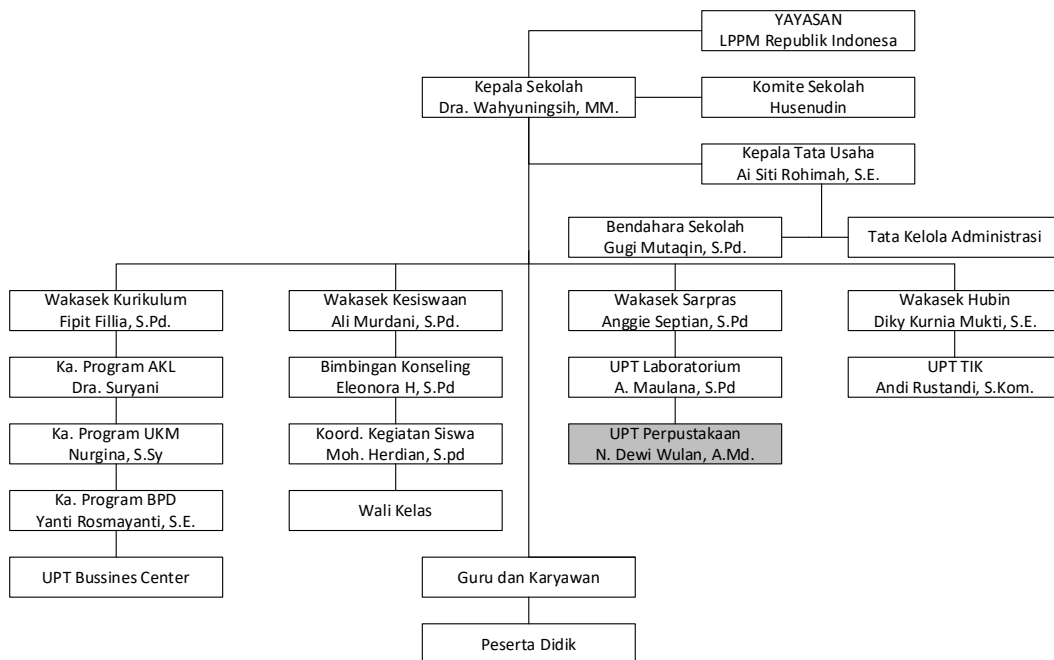 YAYASAN
LPPM Republik Indonesa
Kepala Sekolah
Dra. Wahyuningsih, MM.
Komite Sekolah
Husenudin
Kepala Tata Usaha
Ai Siti Rohimah, S.E.
Bendahara Sekolah
Gugi Mutaqin, S.Pd.
Tata Kelola Administrasi
Wakasek Kurikulum
Fipit Fillia, S.Pd.
Wakasek Kesiswaan
Ali Murdani, S.Pd.
Wakasek Sarpras
Anggie Septian, S.Pd
Wakasek Hubin
Diky Kurnia Mukti, S.E.
Ka. Program AKL
Dra. Suryani
Bimbingan Konseling
Eleonora H, S.Pd
UPT Laboratorium
A. Maulana, S.Pd
UPT TIK
Andi Rustandi, S.Kom.
Ka. Program UKM
Nurgina, S.Sy
Koord. Kegiatan Siswa
Moh. Herdian, S.pd
UPT Perpustakaan
N. Dewi Wulan, A.Md.
Ka. Program BPD
Yanti Rosmayanti, S.E.
Wali Kelas
UPT Bussines Center
Guru dan Karyawan
Peserta Didik